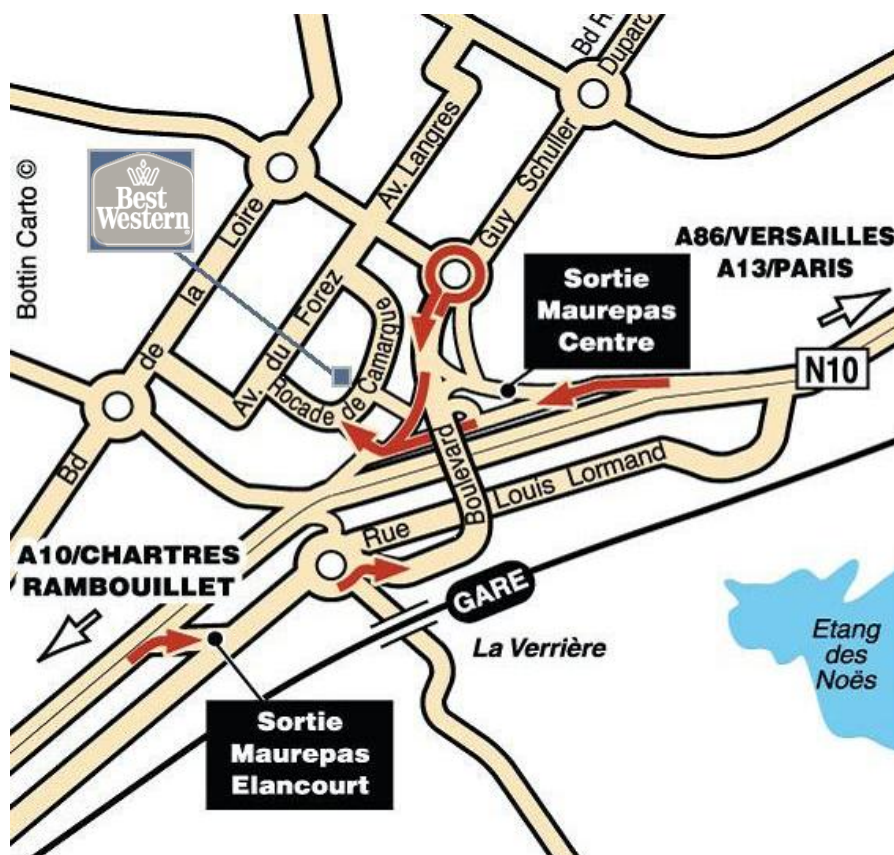 Bd R
Duparc
Bottin Carto ©
Best
Western®
Av. Langres
Guy Schuller
Bd de la Loire
A86/VERSAILLES
A13/PARIS
Sortie
Maurepas
Centre
Av. du Forez
Rocade de Camarque
N10
Boulevard
Rue Louis Lormand
A10/CHARTRES
RAMBOUILLET
GARE
La Verrière
Etang
des
Noës
Sortie
Maurepas
Elancourt